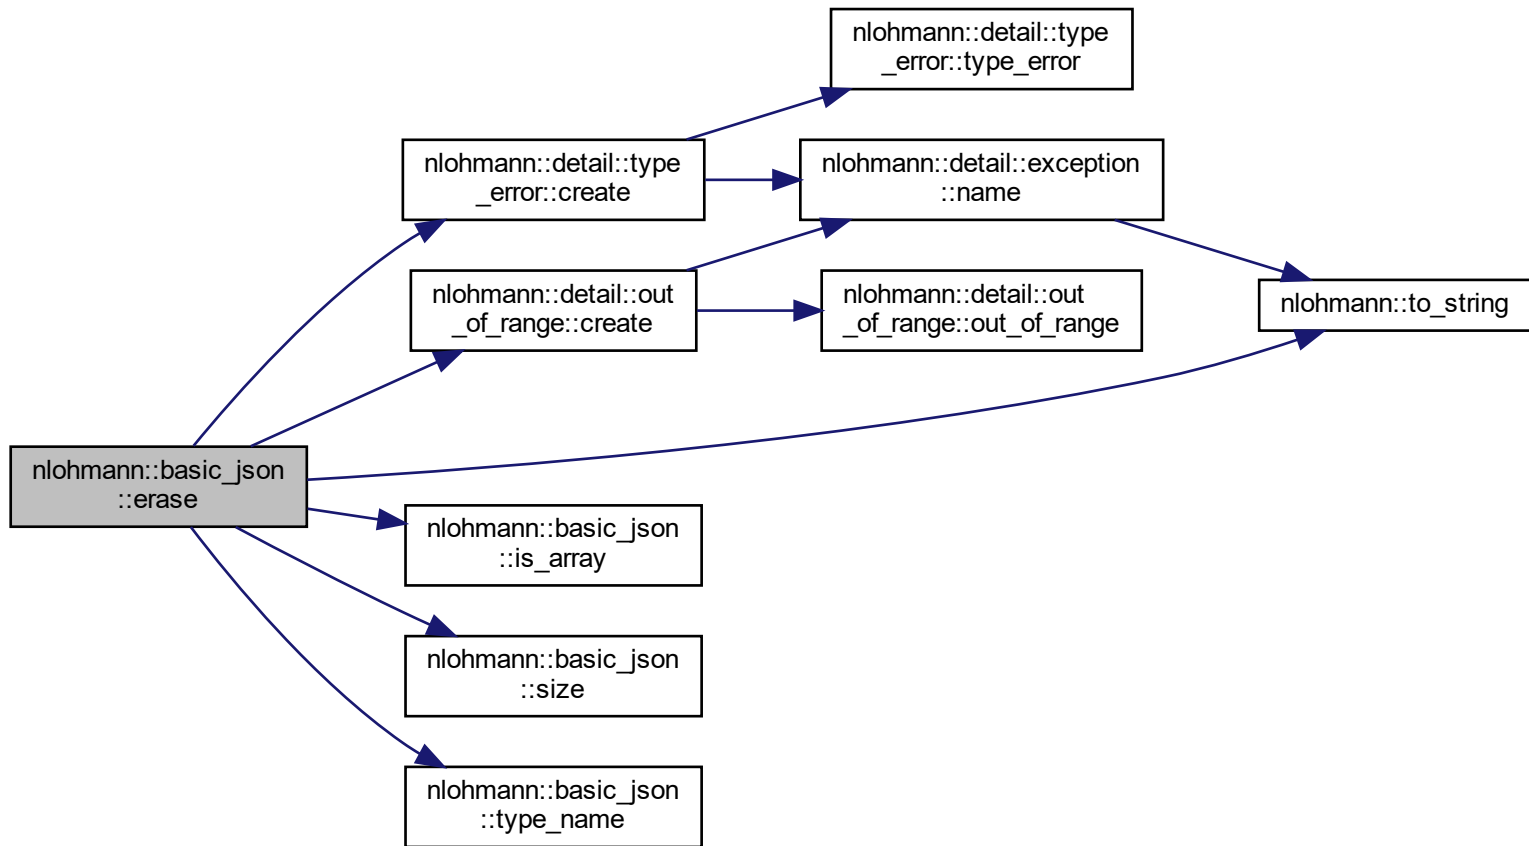 nlohmann::detail::type
_error::type_error
nlohmann::detail::type
_error::create
nlohmann::detail::exception
::name
nlohmann::detail::out
_of_range::create
nlohmann::detail::out
_of_range::out_of_range
nlohmann::to_string
nlohmann::basic_json
::erase
nlohmann::basic_json
::is_array
nlohmann::basic_json
::size
nlohmann::basic_json
::type_name